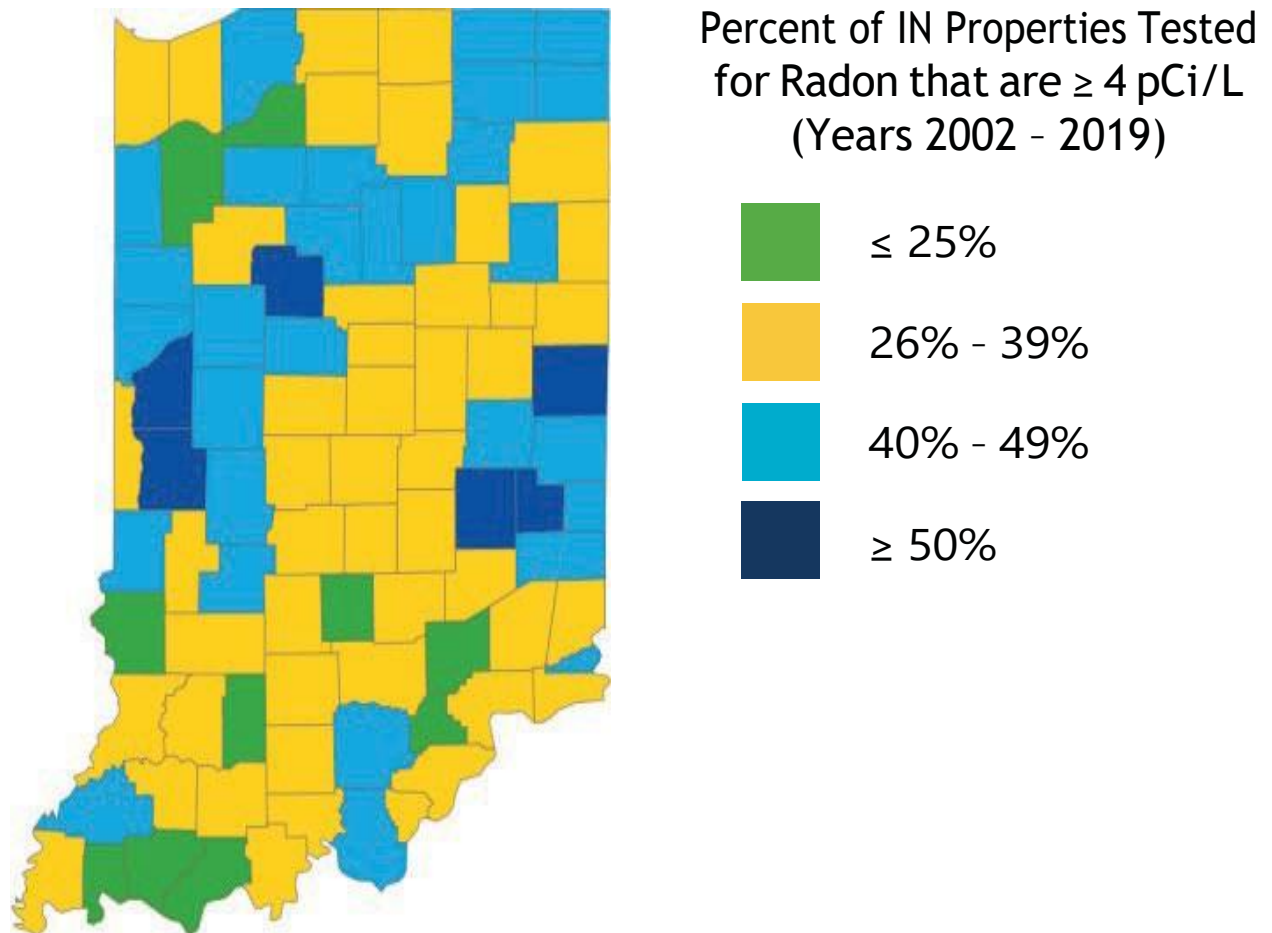 Percent of IN Properties Tested
for Radon that are ≥ 4 pCi/L
(Years 2002 – 2019)
≤ 25%
26% – 39%
40% – 49%
≥ 50%